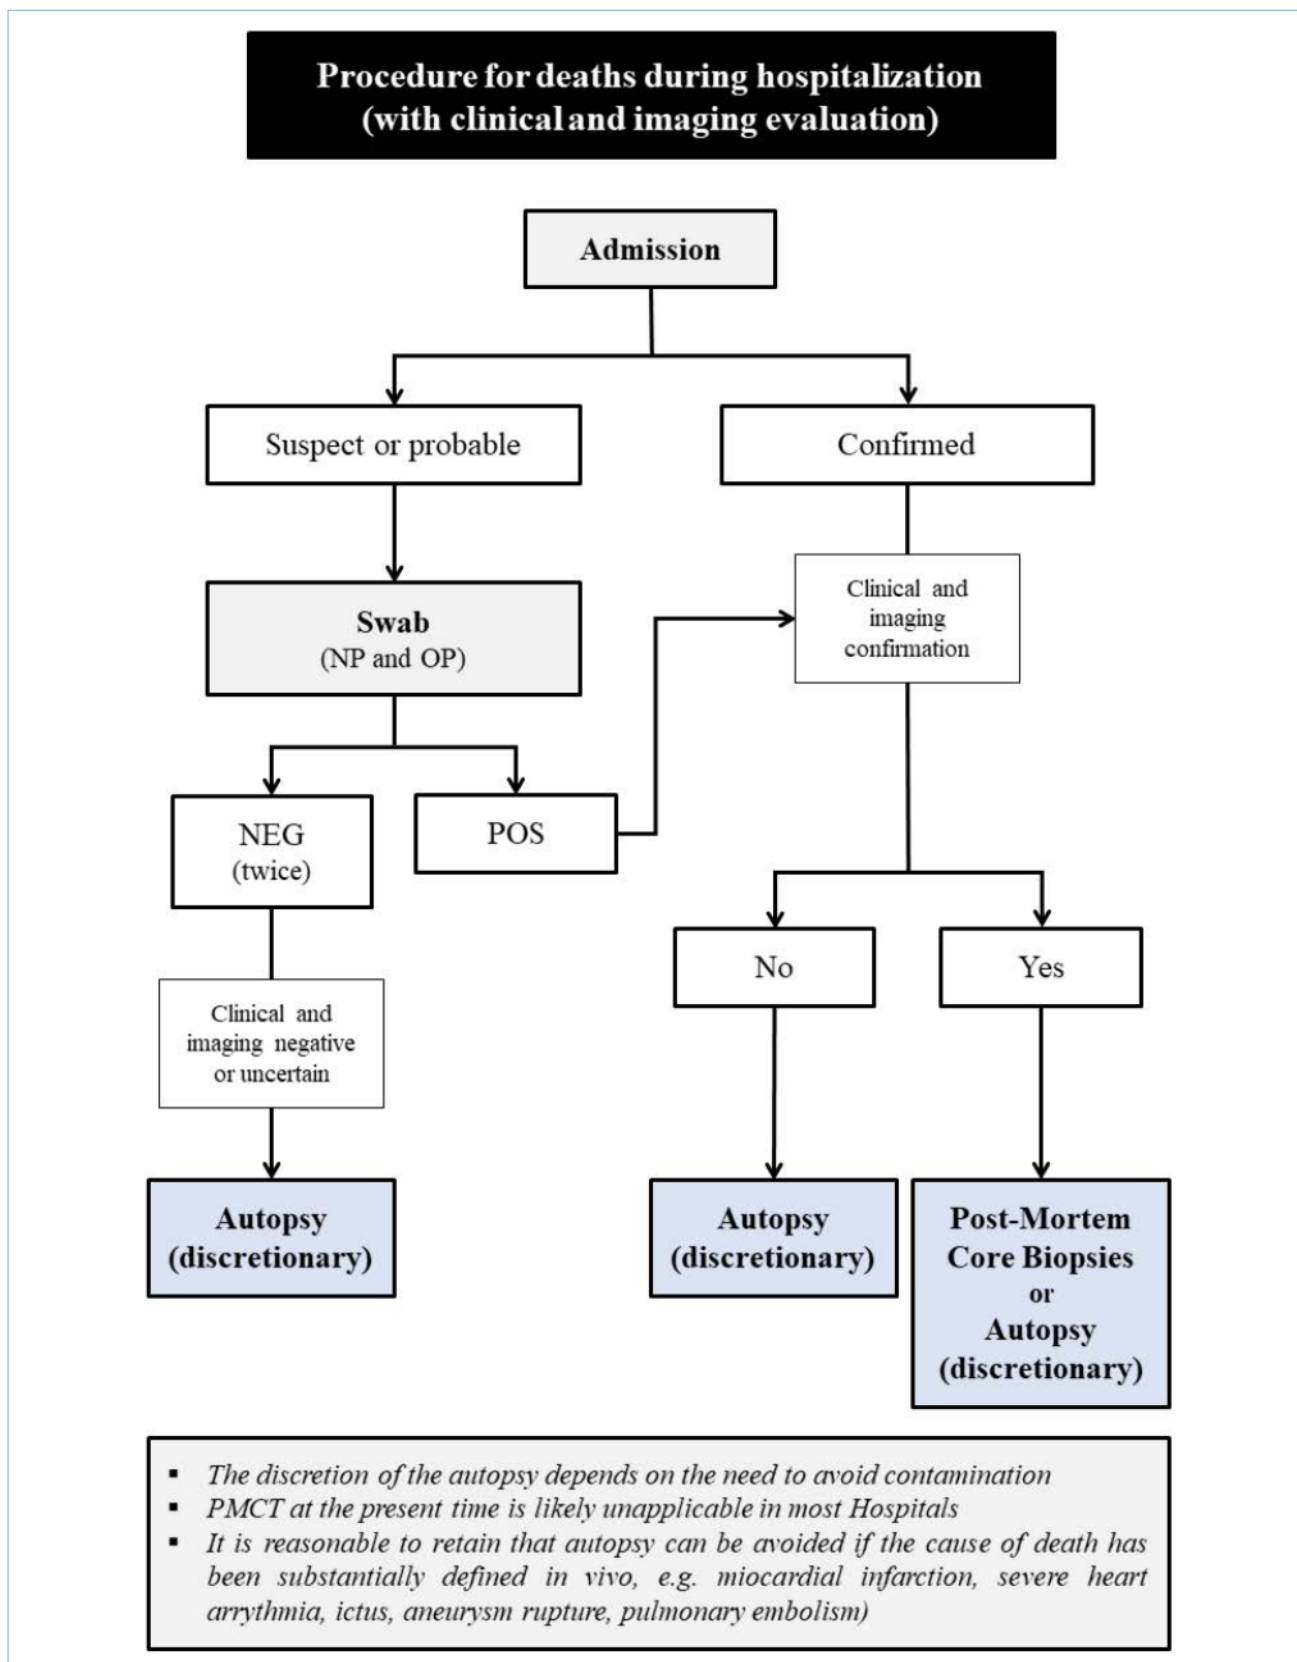 Procedure for deaths during hospitalization
(with clinical and imaging evaluation)
Admission
Suspect or probable
Confirmed
Swab
(NP and OP)
Clinical and
imaging
confirmation
NEG
(twice)
POS
No
Yes
Clinical and
imaging negative
or uncertain
Autopsy
(discretionary)
Autopsy
(discretionary)
Post-Mortem
Core Biopsies
or
Autopsy
(discretionary)
▪ The discretion of the autopsy depends on the need to avoid contamination
▪ PMCT at the present time is likely unapplicable in most Hospitals
▪ It is reasonable to retain that autopsy can be avoided if the cause of death has
been substantially defined in vivo, e.g. miocardial infarction, severe heart
arrythmia, ictus, aneurysm rupture, pulmonary embolism)